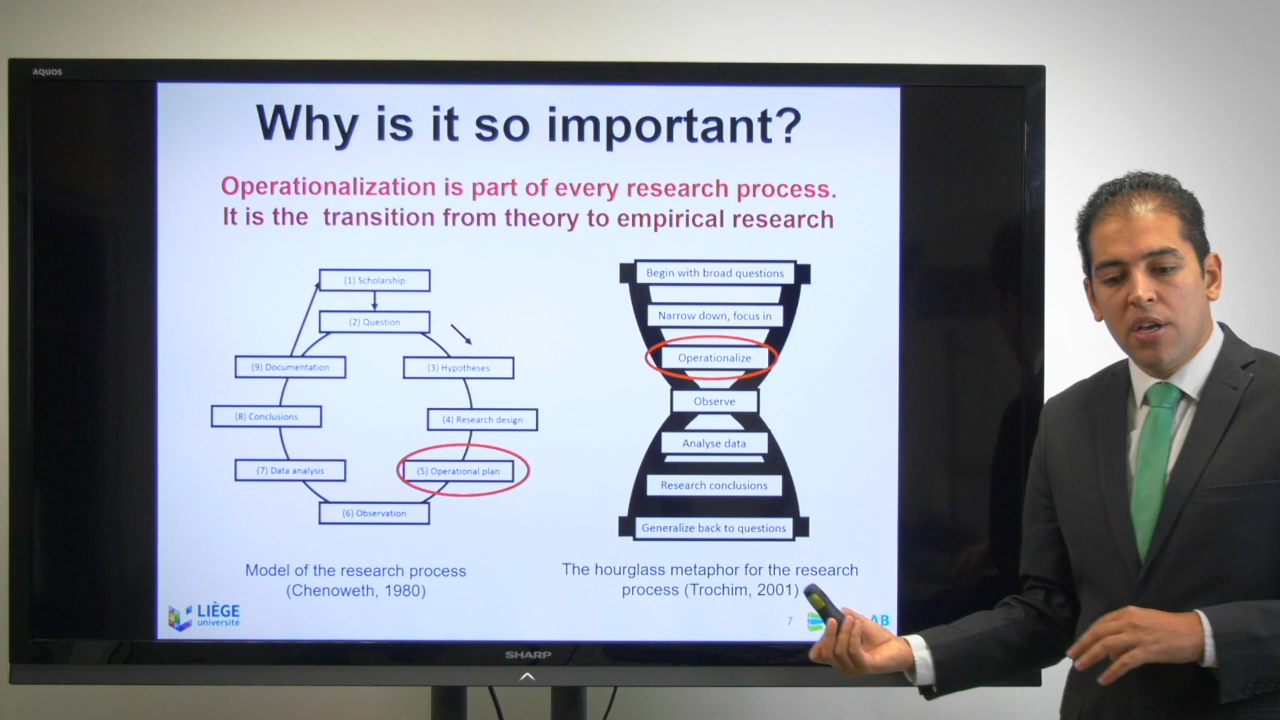 AQUOS
Why is it so important?
Operationalization is part of every research process.
It is the transition from theory to empirical research
(1) Scholarship
(2) Question
(9) Documentation
(3) Hypotheses
(8) Conclusions
(4) Research design
(7) Data analysis
(5) Operational plan
(6) Observation
Model of the research process
(Chenoweth, 1980)
Begin with broad questions
Narrow down, focus in
Operationalize
Observe
Analyse data
Research conclusions
Generalize back to questions
The hourglass metaphor for the research
process (Trochim, 2001)
LIÈGE
université
7
AB
SHARP